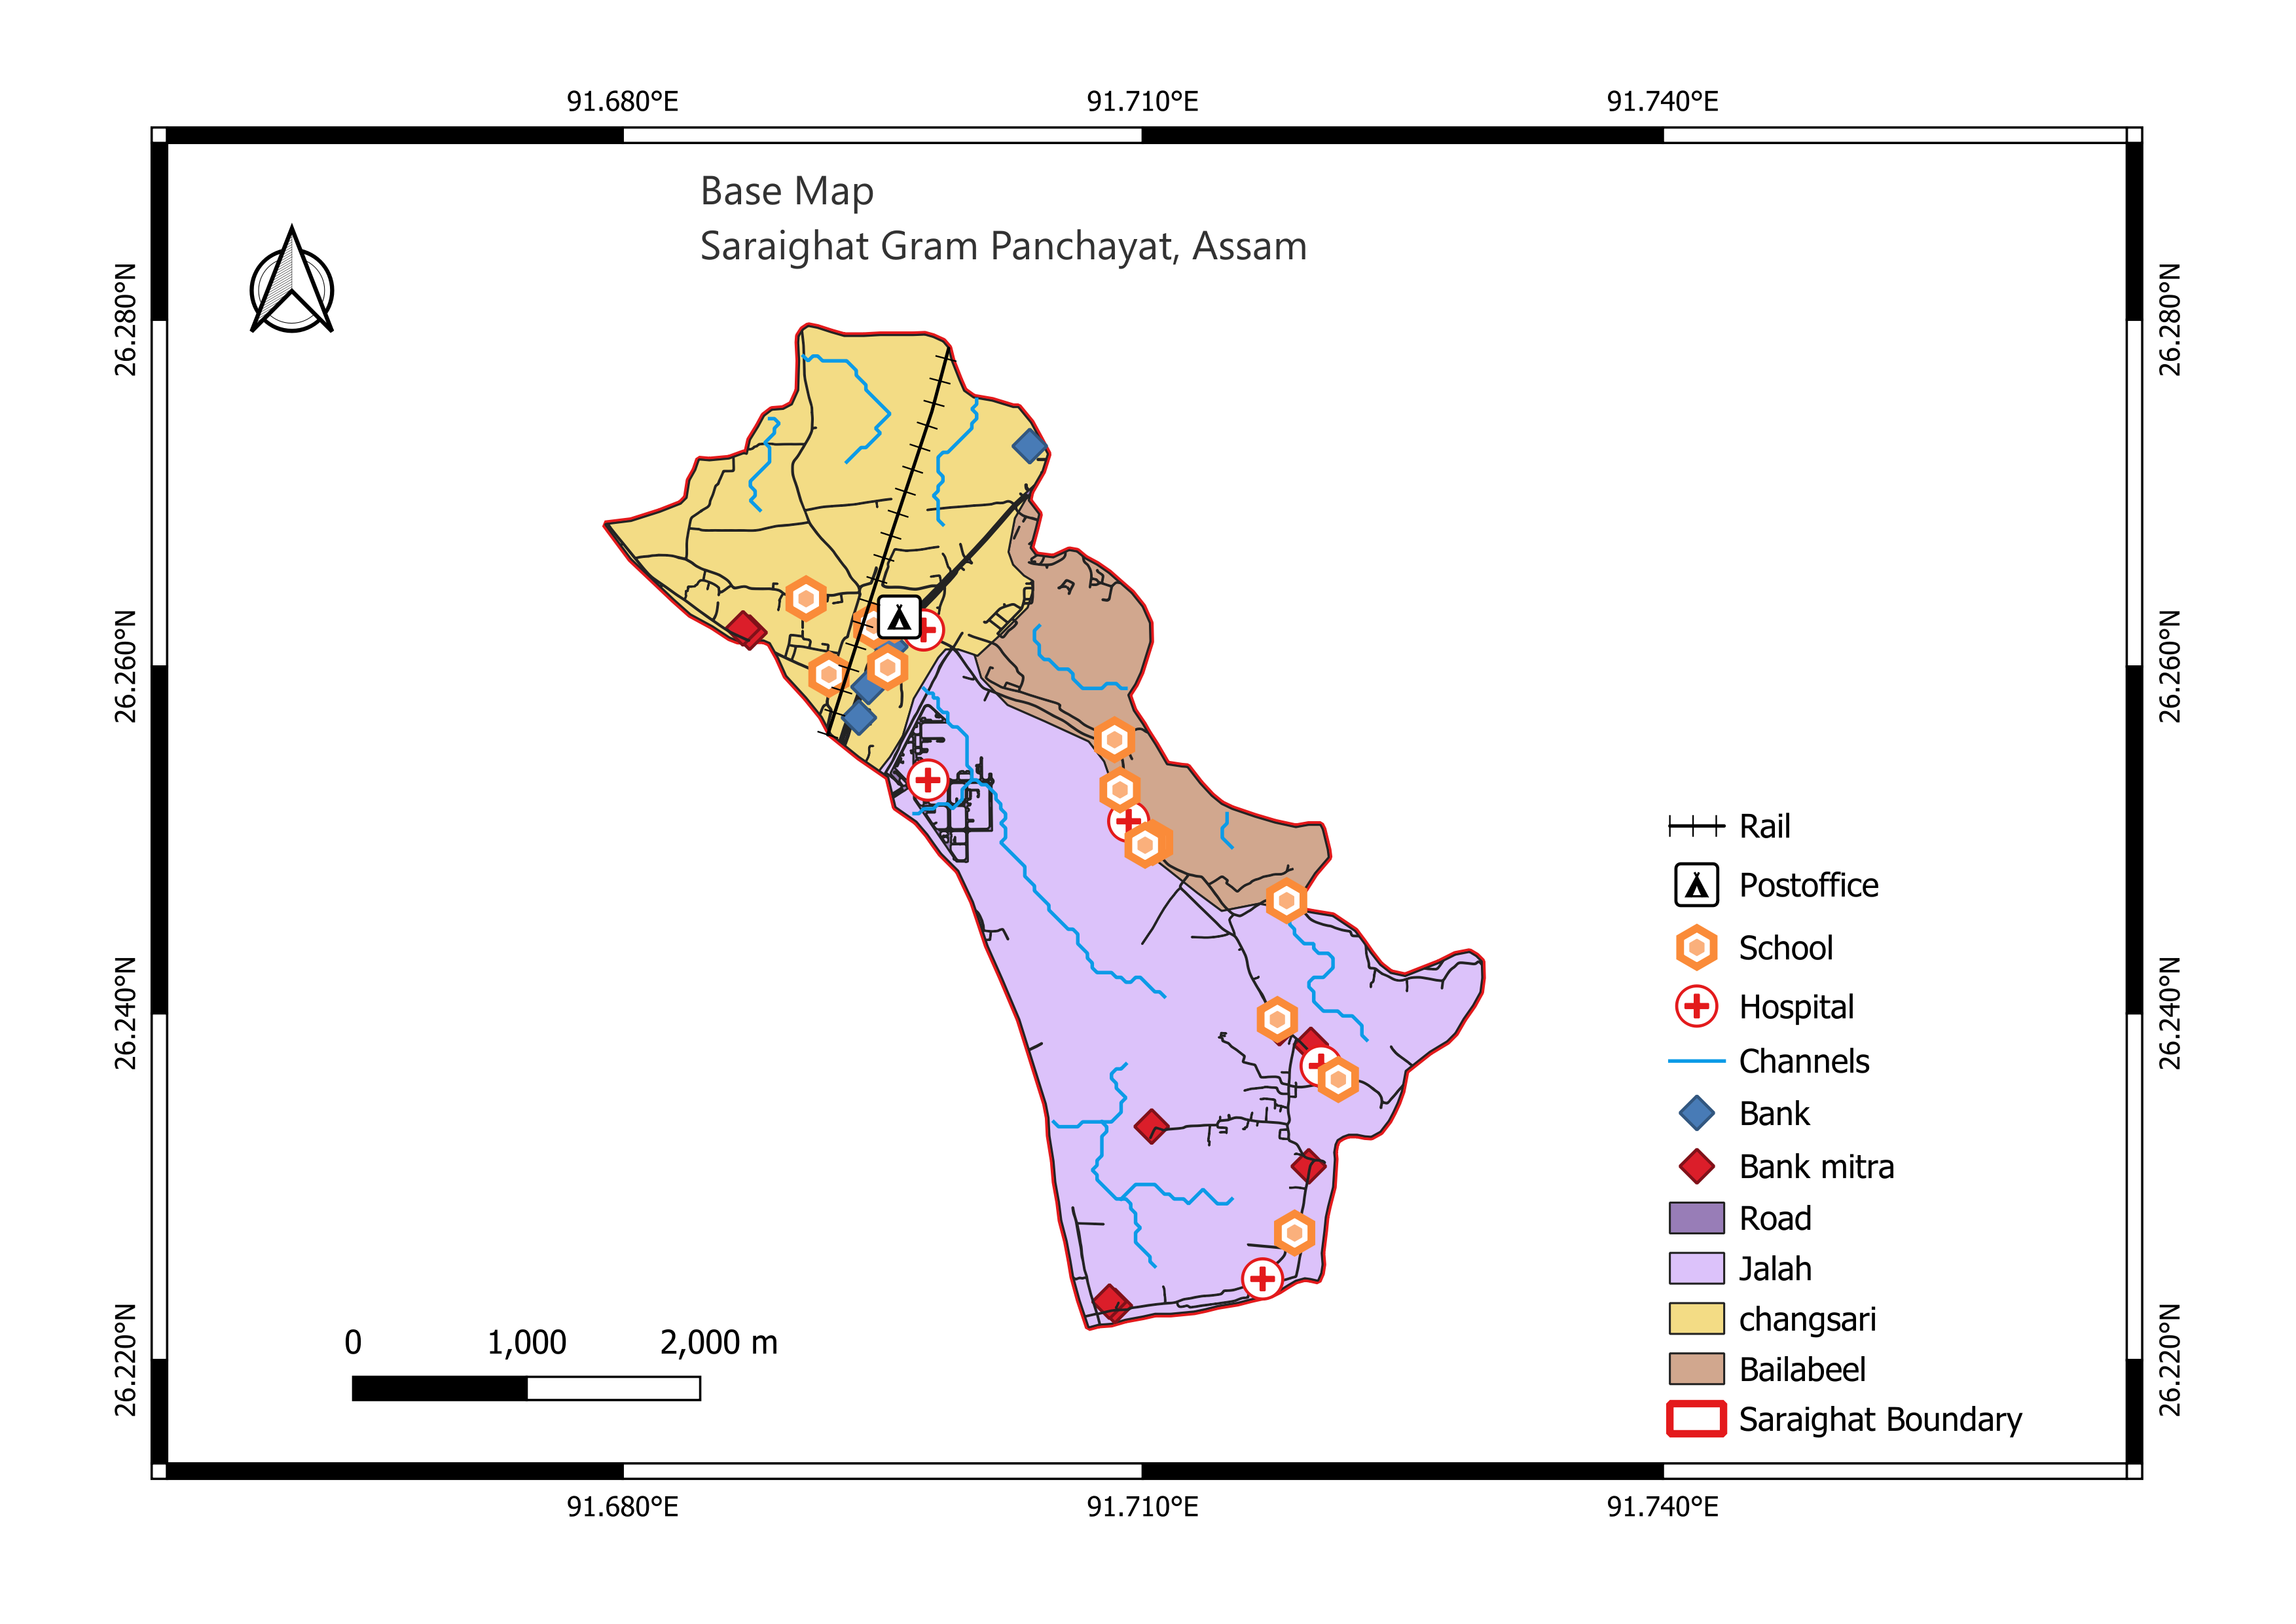 91.680°E 91.710°E 91.740°E
Base Map
Saraighat Gram Panchayat, Assam
26.280°N 26.280°N
26.260°N 26.260°N
26.240°N 26.240°N
26.220°N 26.220°N
Rail
Postoffice
School
Hospital
Channels
Bank
Bank mitra
Road
Jalah
changsari
Bailabeel
Saraighat Boundary
0 1,000 2,000 m
91.680°E 91.710°E 91.740°E